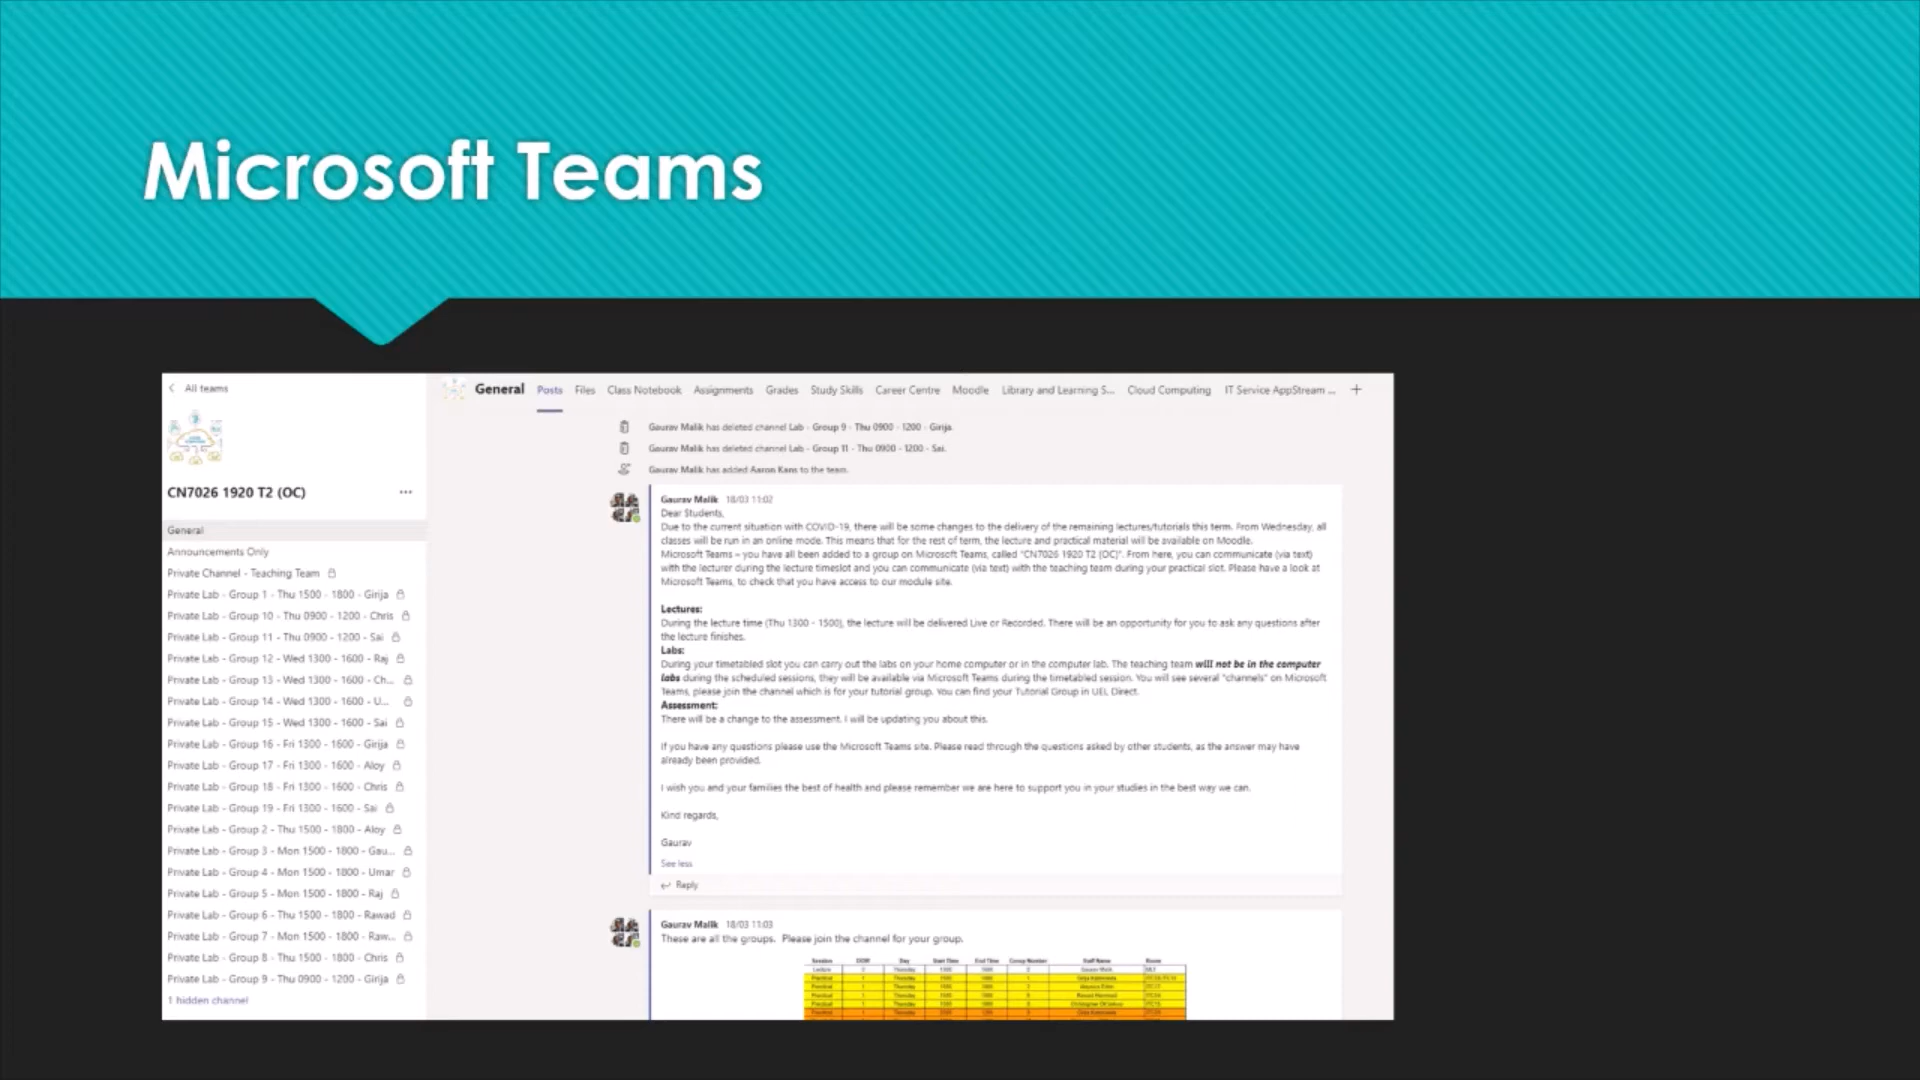 Microsoft Teams
All teams
CN7026 1920 T2 (OC)
General
Announcements Only
Private Channel - Teaching Team
Private Lab - Group 1 - Thu 1500 - 1800 - Girija
Private Lab - Group 10 - Thu 0900 - 1200 - Chris
Private Lab - Group 11 - Thu 0900 - 1200 - Sai
Private Lab - Group 12 - Wed 1300 - 1600 - Raj
Private Lab - Group 13 - Wed 1300 - 1600 - Ch...
Private Lab - Group 14 - Wed 1300 - 1600 - U...
Private Lab - Group 15 - Wed 1300 - 1600 - Sai
Private Lab - Group 16 - Fri 1300 - 1600 - Girija
Private Lab - Group 17 - Fri 1300 - 1600 - Aloy
Private Lab - Group 18 - Fri 1300 - 1600 - Chris
Private Lab - Group 19 - Fri 1300 - 1600 - Sai
Private Lab - Group 2 - Thu 1500 - 1800 - Aloy
Private Lab - Group 3 - Mon 1500 - 1800 - Gau...
Private Lab - Group 4 - Mon 1500 - 1800 - Umar
Private Lab - Group 5 - Mon 1500 - 1800 - Raj
Private Lab - Group 6 - Thu 1500 - 1800 - Rawad
Private Lab - Group 7 - Mon 1500 - 1800 - Raw...
Private Lab - Group 8 - Thu 1500 - 1800 - Chris
Private Lab - Group 9 - Thu 0900 - 1200 - Girija
1 hidden channel
General Posts Files Class Notebook Assignments Grades Study Skills Career Centre Moodle Library and Learning S... Cloud Computing IT Service AppStream ... +
Gaurav Malik has deleted channel Lab - Group 9 - Thu 0900 - 1200 - Girija.
Gaurav Malik has deleted channel Lab - Group 11 - Thu 0900 - 1200 - Sai.
Gaurav Malik has added Aaron Kans to the team.
Gaurav Malik 18/03 11:02
Dear Students,
Due to the current situation with COVID-19, there will be some changes to the delivery of the remaining lectures/tutorials this term. From Wednesday, all
classes will be run in an online mode. This means that for the rest of term, the lecture and practical material will be available on Moodle.
Microsoft Teams – you have all been added to a group on Microsoft Teams, called "CN7026 1920 T2 (OC)". From here, you can communicate (via text)
with the lecturer during the lecture timeslot and you can communicate (via text) with the teaching team during your practical slot. Please have a look at
Microsoft Teams, to check that you have access to our module site.
Lectures:
During the lecture time (Thu 1300 - 1500), the lecture will be delivered Live or Recorded. There will be an opportunity for you to ask any questions after
the lecture finishes.
Labs:
During your timetabled slot you can carry out the labs on your home computer or in the computer lab. The teaching team will not be in the computer
labs during the scheduled sessions, they will be available via Microsoft Teams during the timetabled session. You will see several "channels" on Microsoft
Teams, please join the channel which is for your tutorial group. You can find your Tutorial Group in UEL Direct.
Assessment:
There will be a change to the assessment. I will be updating you about this.
If you have any questions please use the Microsoft Teams site. Please read through the questions asked by other students, as the answer may have
already been provided.
I wish you and your families the best of health and please remember we are here to support you in your studies in the best way we can.
Kind regards,
Gaurav
See less
Reply
Gaurav Malik 18/03 11:03
These are all the groups. Please join the channel for your group.
Session Day Start Time End Time Group Number Staff Name Room